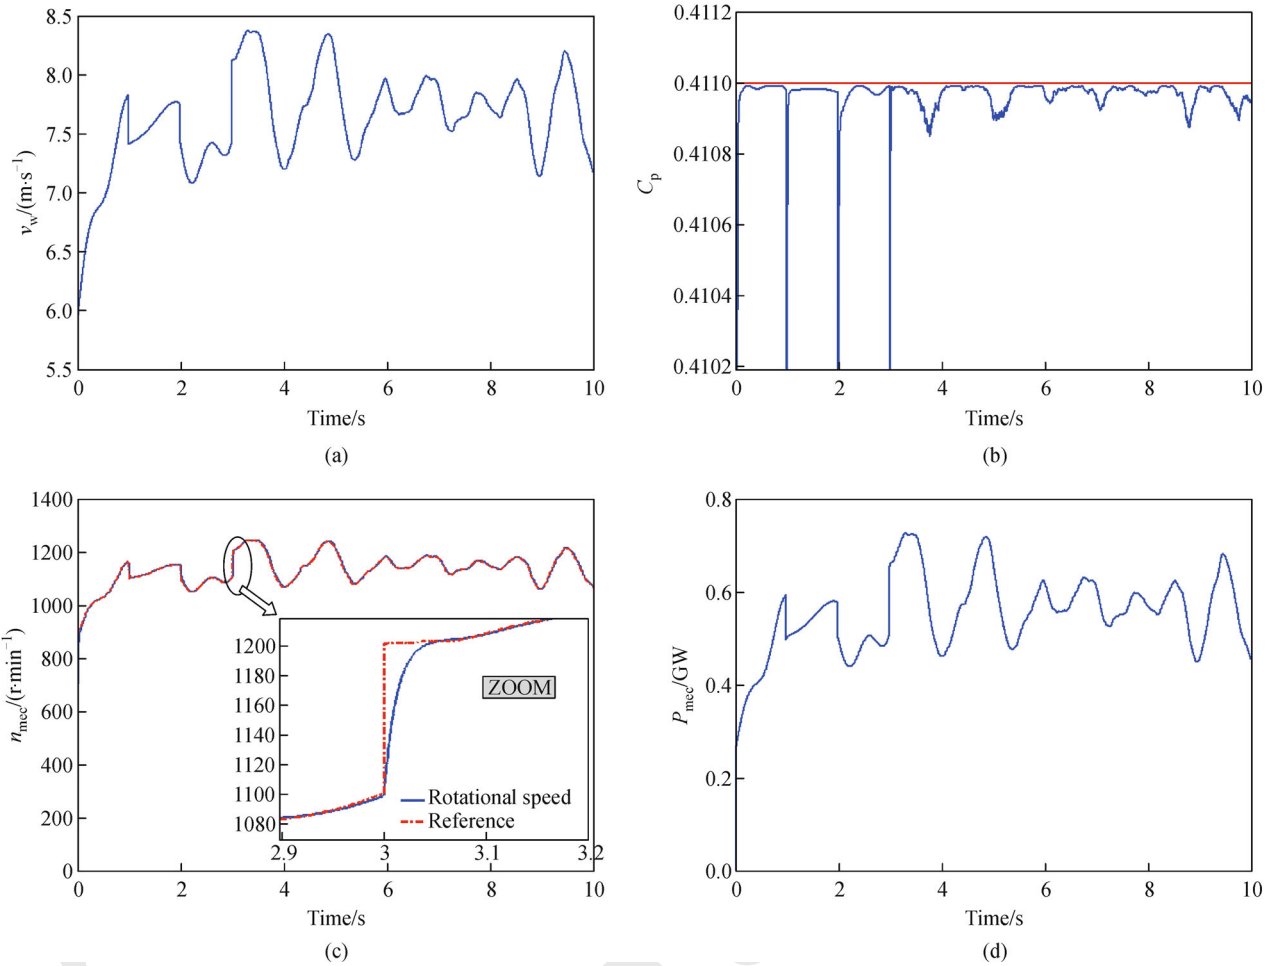 8.5
8.0
7.5
7.0
6.5
6.0
5.5
v_w/(m·s⁻¹)
0 2 4 6 8 10
Time/s
(a)
0.4112
0.4110
0.4108
0.4106
0.4104
0.4102
C_p
0 2 4 6 8 10
Time/s
(b)
1400
1200
1000
800
600
400
200
0
n_mec/(r·min⁻¹)
1200
1180
1160
1140
1120
1100
1080
ZOOM
Rotational speed
Reference
2.9 3 3.1 3.2
0 2 4 6 8 10
Time/s
(c)
0.8
0.6
0.4
0.2
0.0
P_mec/GW
0 2 4 6 8 10
Time/s
(d)